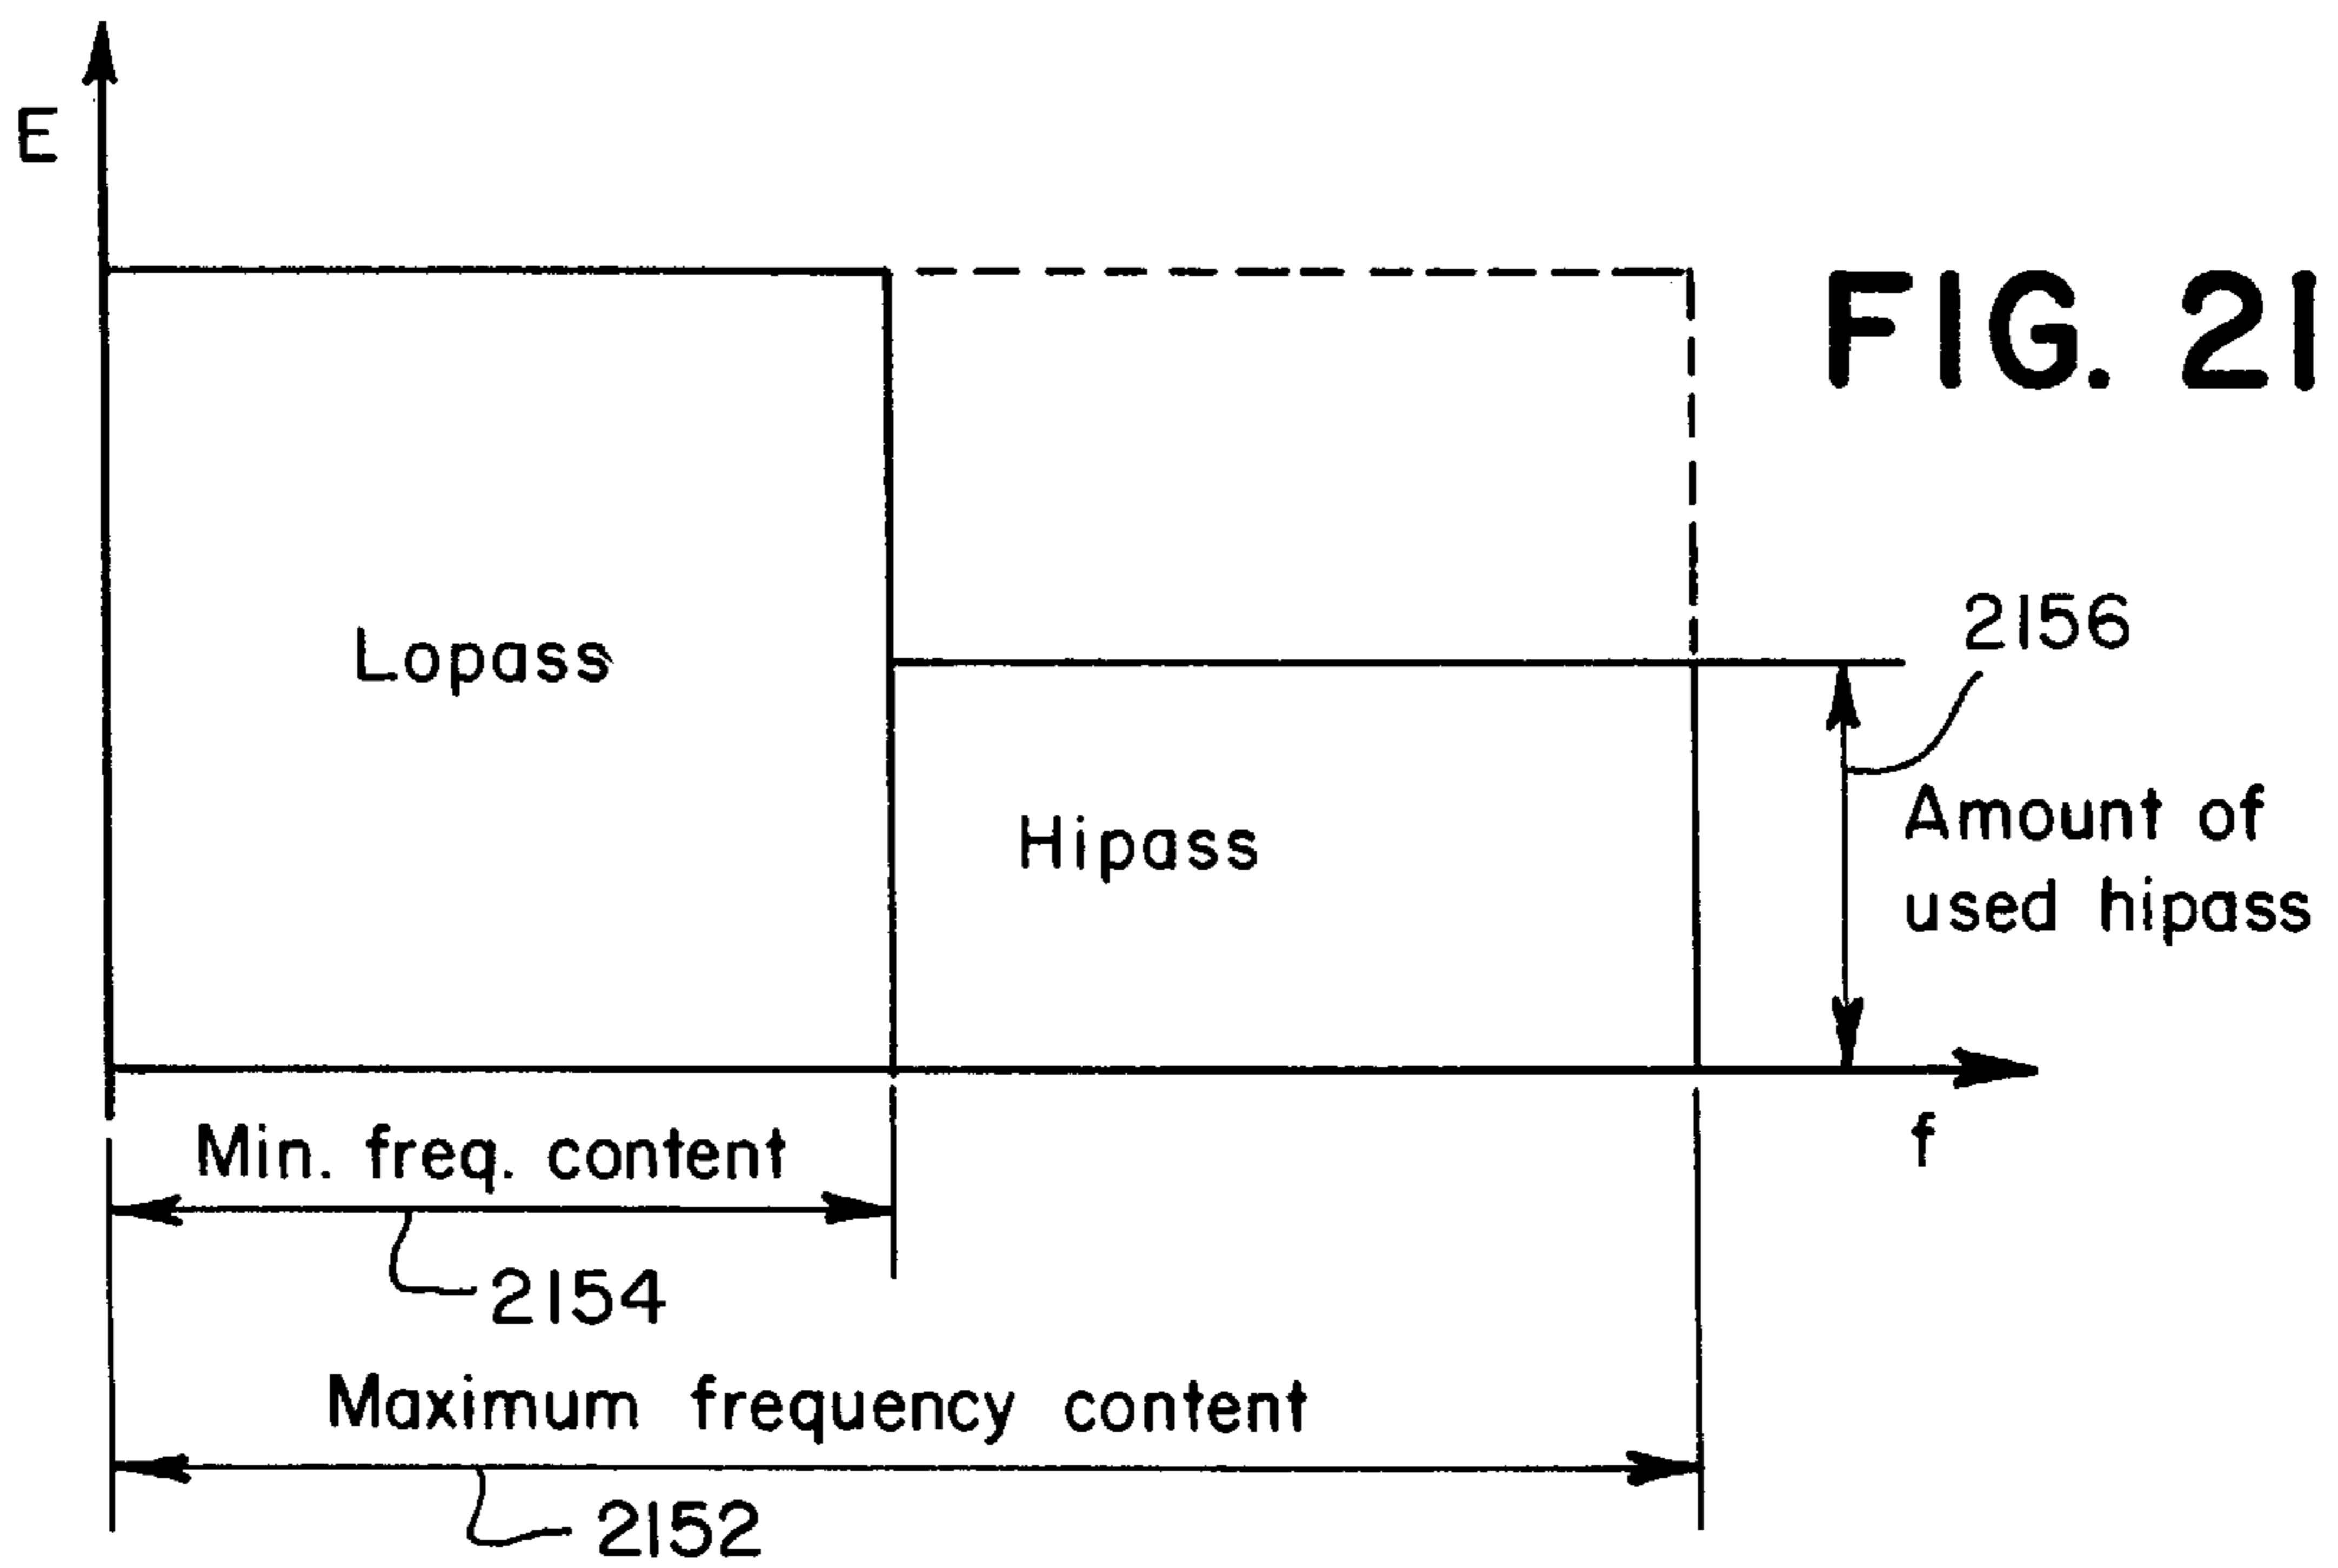 E
FIG. 21
2156
Lopass
Hipass
Amount of
used hipass
f
Min. freq. content
2154
Maximum frequency content
2152